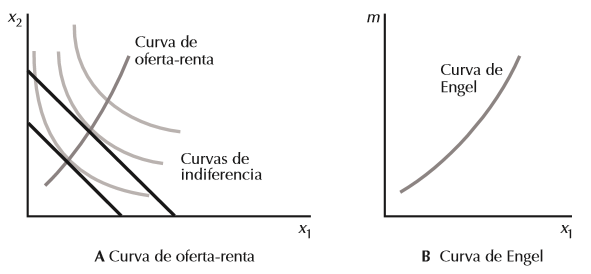 x2
Curva de
oferta-renta
Curvas de
indiferencia
x1
A Curva de oferta-renta
m
Curva de
Engel
x1
B Curva de Engel